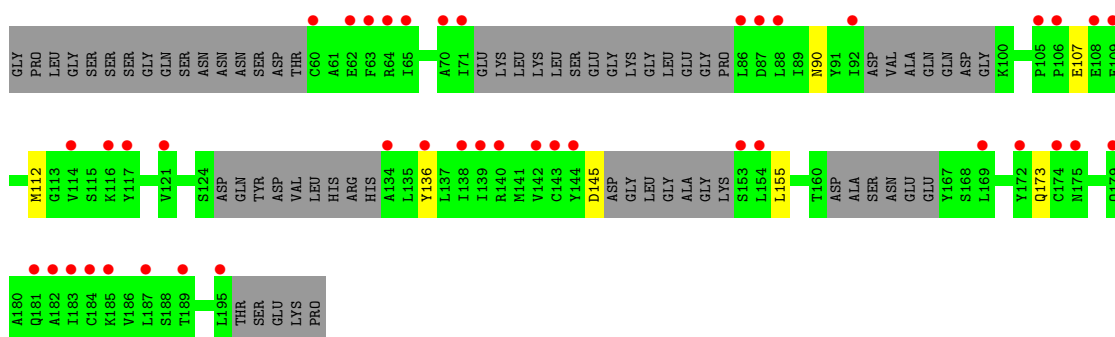 GLY PRO LEU GLY SER SER SER GLY GLN SER ASN ASN ASN SER ASP THR C60 A61 E62 F63 R64 I65 A70 I71 GLU LYS LEU LYS LEU SER GLU GLY LYS GLY LEU GLU GLY PRO L86 D87 L88 I89 N90 Y91 I92 ASP VAL ALA GLN GLN ASP GLY K100 P105 P106 E107 E108
M112 G113 V114 S115 K116 Y117 V121 S124 ASP GLN TYR ASP VAL LEU HIS ARG HIS A134 L135 Y136 L137 I138 I139 R140 M141 V142 C143 Y144 D145 ASP GLY LEU GLY ALA GLY LYS S153 L154 L155 T160 ASP ALA SER ASN GLU GLU Y167 S168 L169 Y172 Q173 C174 N175
A180 Q181 A182 I183 C184 K185 V186 L187 S188 T189 L195 THR SER GLU LYS PRO